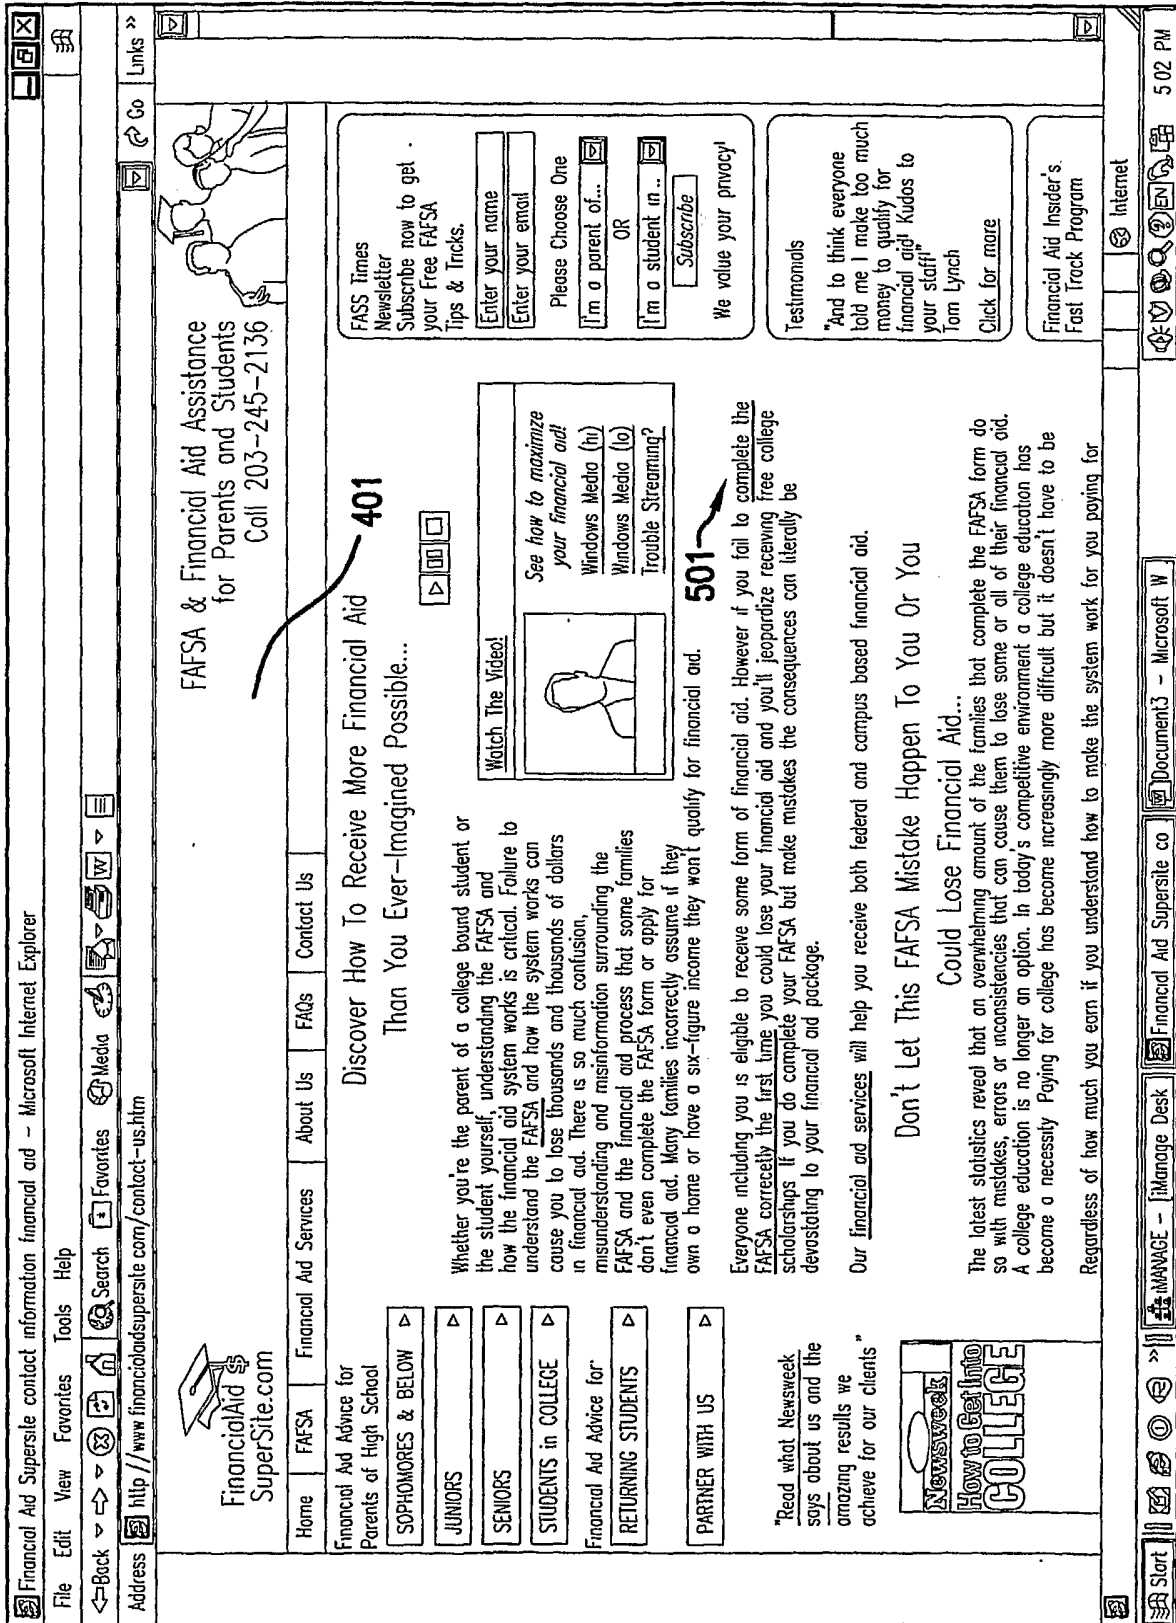 Financial Aid Supersite contact information financial aid – Microsoft Internet Explorer
File Edit View Favorites Tools Help
Back Search Favorites Media
Address http //www financialaidsupersite com/contact-us.htm Go Links »
FinancialAid
SuperSite.com
FAFSA & Financial Aid Assistance
for Parents and Students
Call 203-245-2136
Home FAFSA Financial Aid Services About Us FAQs Contact Us
Financial Aid Advice for
Parents of High School
SOPHOMORES & BELOW
JUNIORS
SENIORS
STUDENTS in COLLEGE
Financial Aid Advice for
RETURNING STUDENTS
PARTNER WITH US
"Read what Newsweek
says about us and the
amazing results we
achieve for our clients"
Newsweek
How to Get Into
COLLEGE
401
Discover How To Receive More Financial Aid
Than You Ever-Imagined Possible...
Whether you're the parent of a college bound student or
the student yourself, understanding the FAFSA and
how the financial aid system works is critical. Failure to
understand the FAFSA and how the system works can
cause you to lose thousands and thousands of dollars
in financial aid. There is so much confusion,
misunderstanding and misinformation surrounding the
FAFSA and the financial aid process that some families
don't even complete the FAFSA form or apply for
financial aid. Many families incorrectly assume if they
own a home or have a six-figure income they won't qualify for financial aid.
Watch The Video!
See how to maximize
your financial aid!
Windows Media (hi)
Windows Media (lo)
Trouble Streaming?
501
Everyone including you is eligible to receive some form of financial aid. However if you fail to complete the
FAFSA correcetly the first time you could lose your financial aid and you'll jeopardize receiving free college
scholarships If you do complete your FAFSA but make mistakes the consequences can literally be
devastating to your financial aid package.
Our financial aid services will help you receive both federal and campus based financial aid.
Don't Let This FAFSA Mistake Happen To You Or You
Could Lose Financial Aid...
The latest statistics reveal that an overwhelming amount of the families that complete the FAFSA form do
so with mistakes, errors or inconsistencies that can cause them to lose some or all of their financial aid.
A college education is no longer an option. In today's competitive environment a college education has
become a necessity Paying for college has become increasingly more difficult but it doesn't have to be
Regardless of how much you earn if you understand how to make the system work for you paying for
FASS Times
Newsletter
Subscribe now to get
your Free FAFSA
Tips & Tricks.
Enter your name
Enter your email
Please Choose One
I'm a parent of...
OR
I'm a student in...
Subscribe
We value your privacy!
Testimonials
"And to think everyone
told me I make too much
money to qualify for
financial aid! Kudos to
your staff!"
Tom Lynch
Click for more
Financial Aid Insider's
Fast Track Program
Internet
Start » iMANAGE – [iManage Desk Financial Aid Supersite co Document3 – Microsoft W EN 5 02 PM